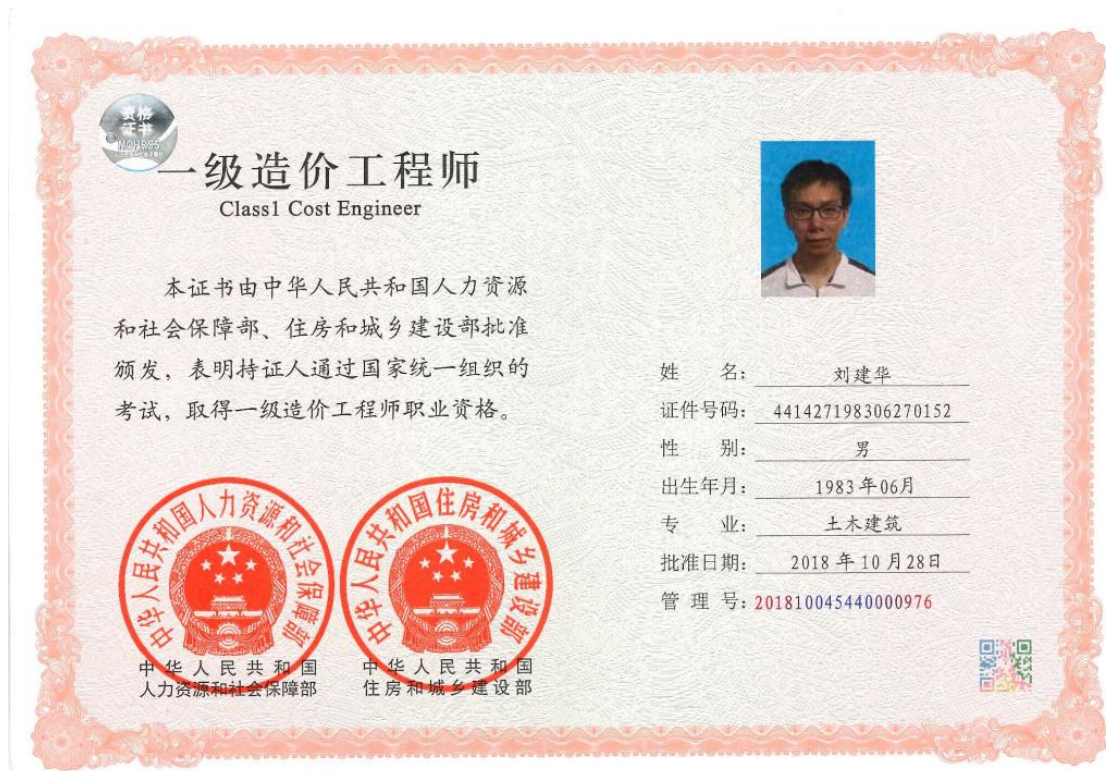 资格
证书
MOHRSS
一级造价工程师
Class1 Cost Engineer
本证书由中华人民共和国人力资源
和社会保障部、住房和城乡建设部批准
颁发，表明持证人通过国家统一组织的
考试，取得一级造价工程师职业资格。
中华人民共和国人力资源和社会保障部
中华人民共和国住房和城乡建设部
中华人民共和国
人力资源和社会保障部
中华人民共和国
住房和城乡建设部
姓 名：刘建华
证件号码：441427198306270152
性 别：男
出生年月：1983年06月
专 业：土木建筑
批准日期：2018年10月28日
管 理 号：201810045440000976